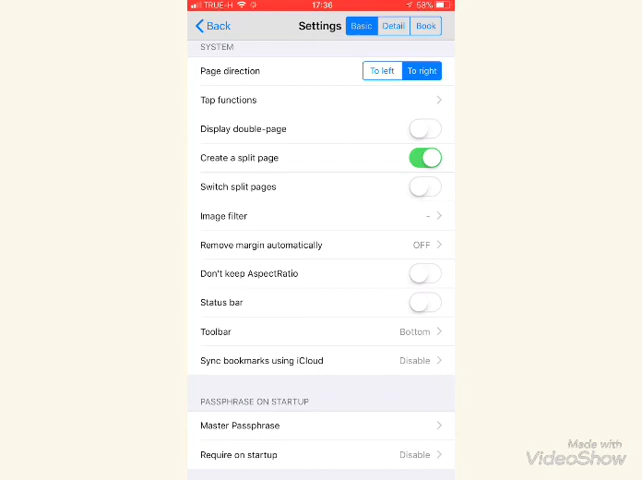 TRUE-H 17:36 58%
Back Settings Basic Detail Book
SYSTEM
Page direction To left To right
Tap functions
Display double-page
Create a split page
Switch split pages
Image filter -
Remove margin automatically OFF
Don't keep AspectRatio
Status bar
Toolbar Bottom
Sync bookmarks using iCloud Disable
PASSPHRASE ON STARTUP
Master Passphrase
Require on startup Disable
Made with
VideoShow